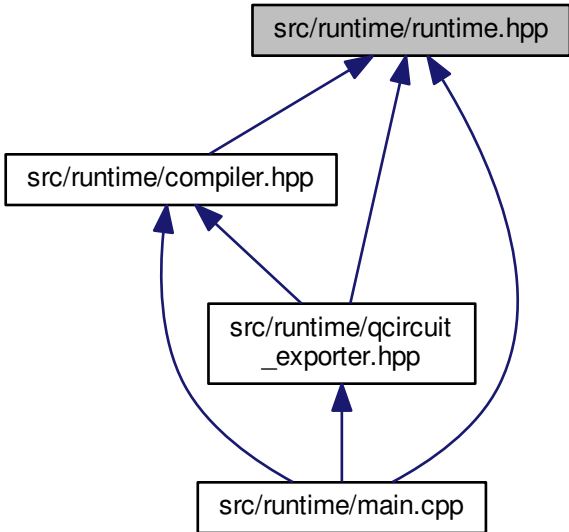 src/runtime/runtime.hpp
src/runtime/compiler.hpp
src/runtime/qcircuit
_exporter.hpp
src/runtime/main.cpp